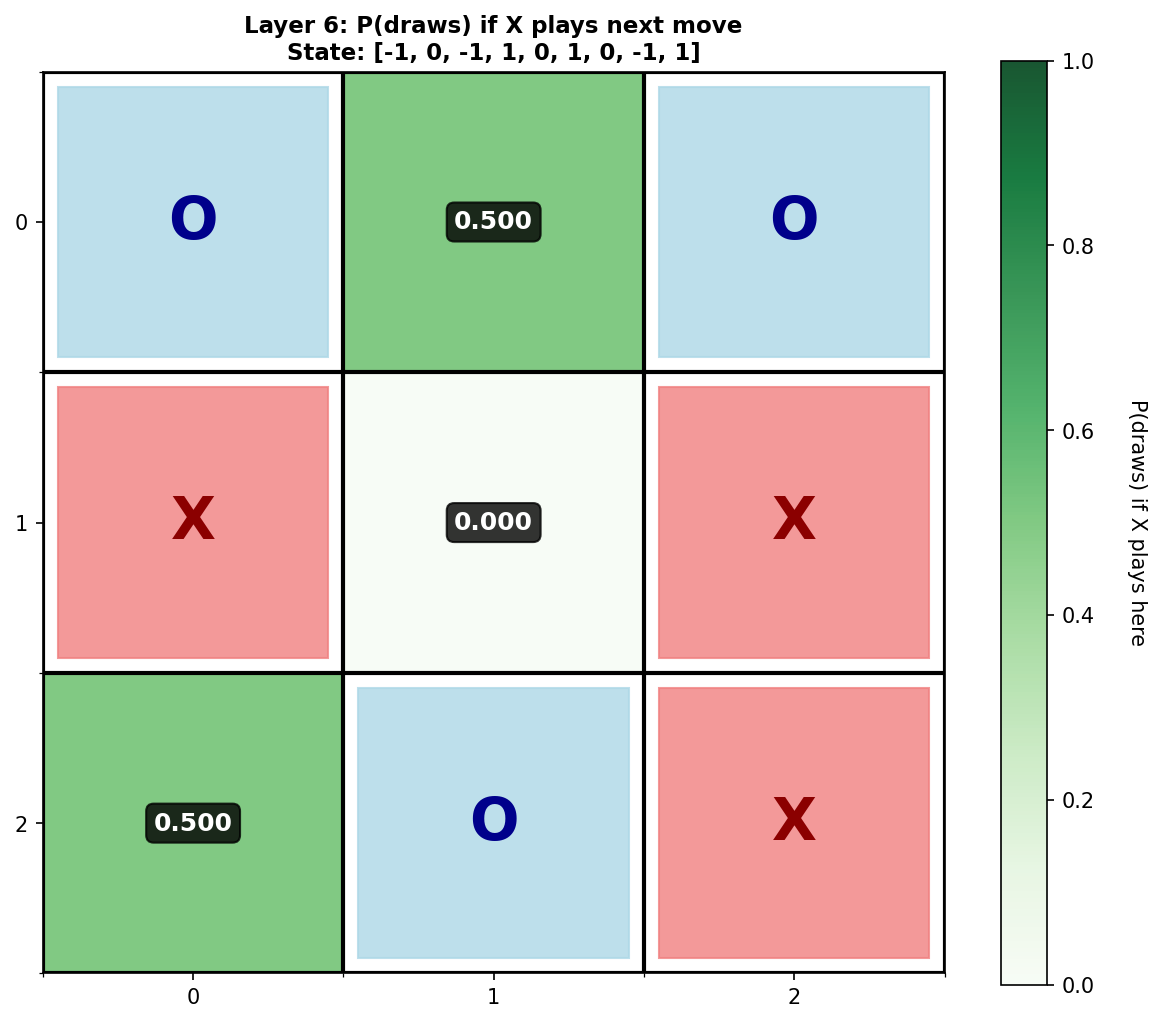 Layer 6: P(draws) if X plays next move
State: [-1, 0, -1, 1, 0, 1, 0, -1, 1]
O
0.500
O
X
0.000
X
0.500
O
X
0
1
2
0
1
2
1.0
0.8
0.6
0.4
0.2
0.0
P(draws) if X plays here